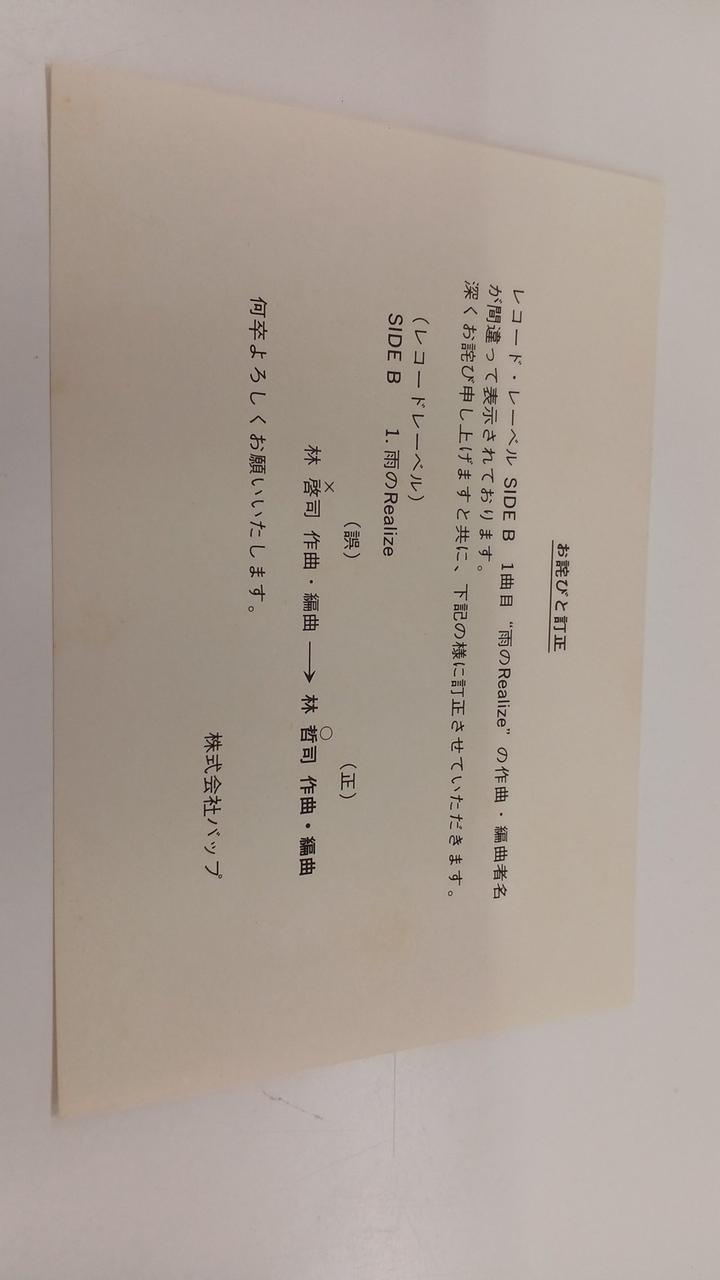 お詫びと訂正
レコード・レーベル SIDE B 1曲目 “雨のRealize” の作曲・編曲者名
が間違って表示されております。
深くお詫び申し上げますと共に、下記の様に訂正させていただきます。
(レコードレーベル)
SIDE B 1. 雨のRealize
(誤) (正)
× ○
林 啓司 作曲・編曲 → 林 哲司 作曲・編曲
何卒よろしくお願いいたします。
株式会社バップ